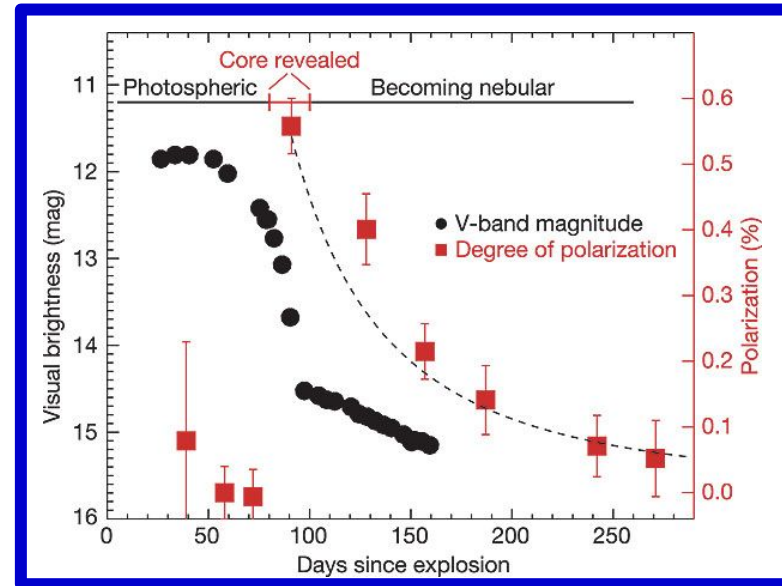 Core revealed
Photospheric
Becoming nebular
11
12
13
14
15
16
Visual brightness (mag)
V-band magnitude
Degree of polarization
0.6
0.5
0.4
0.3
0.2
0.1
0.0
Polarization (%)
0
50
100
150
200
250
Days since explosion